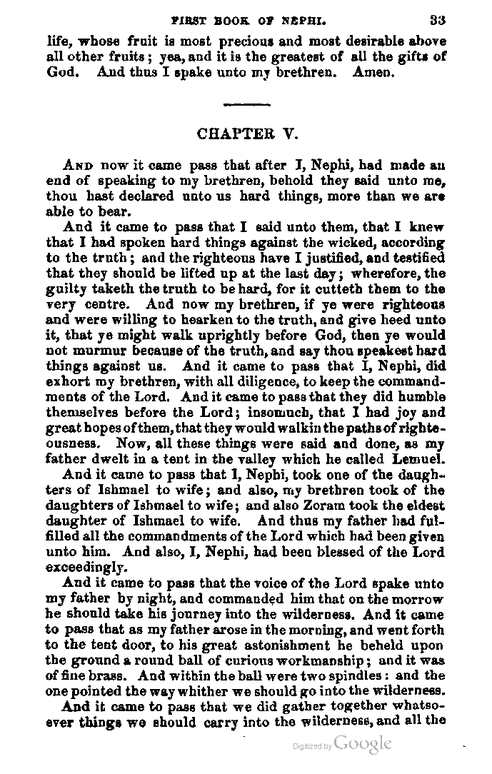 FIRST BOOK OF NEPHI. 33
life, whose fruit is most precious and most desirable above
all other fruits; yea, and it is the greatest of all the gifts of
God. And thus I spake unto my brethren. Amen.
CHAPTER V.
AND now it came pass that after I, Nephi, had made an
end of speaking to my brethren, behold they said unto me,
thou hast declared unto us hard things, more than we are
able to bear.
And it came to pass that I said unto them, that I knew
that I had spoken hard things against the wicked, according
to the truth; and the righteous have I justified, and testified
that they should be lifted up at the last day; wherefore, the
guilty taketh the truth to be hard, for it cutteth them to the
very centre. And now my brethren, if ye were righteous
and were willing to hearken to the truth, and give heed unto
it, that ye might walk uprightly before God, then ye would
not murmur because of the truth, and say thou speakest hard
things against us. And it came to pass that I, Nephi, did
exhort my brethren, with all diligence, to keep the command-
ments of the Lord. And it came to pass that they did humble
themselves before the Lord; insomuch, that I had joy and
great hopes of them, that they would walk in the paths of righte-
ousness. Now, all these things were said and done, as my
father dwelt in a tent in the valley which he called Lemuel.
And it came to pass that I, Nephi, took one of the daugh-
ters of Ishmael to wife; and also, my brethren took of the
daughters of Ishmael to wife; and also Zoram took the eldest
daughter of Ishmael to wife. And thus my father had ful-
filled all the commandments of the Lord which had been given
unto him. And also, I, Nephi, had been blessed of the Lord
exceedingly.
And it came to pass that the voice of the Lord spake unto
my father by night, and commanded him that on the morrow
he should take his journey into the wilderness. And it came
to pass that as my father arose in the morning, and went forth
to the tent door, to his great astonishment he beheld upon
the ground a round ball of curious workmanship; and it was
of fine brass. And within the ball were two spindles: and the
one pointed the way whither we should go into the wilderness.
And it came to pass that we did gather together whatso-
ever things we should carry into the wilderness, and all the
Digitized by Google